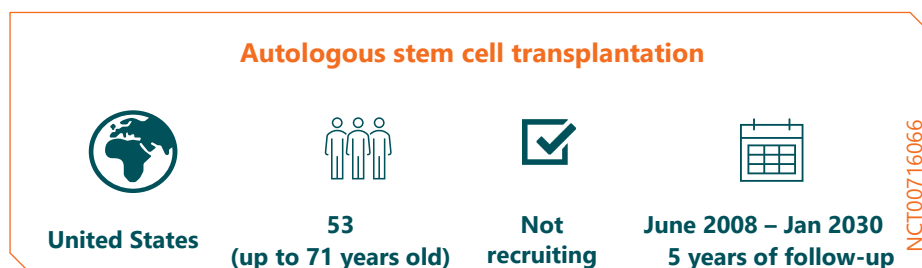 Autologous stem cell transplantation
United States
53
(up to 71 years old)
Not
recruiting
June 2008 – Jan 2030
5 years of follow-up
NCT00716066